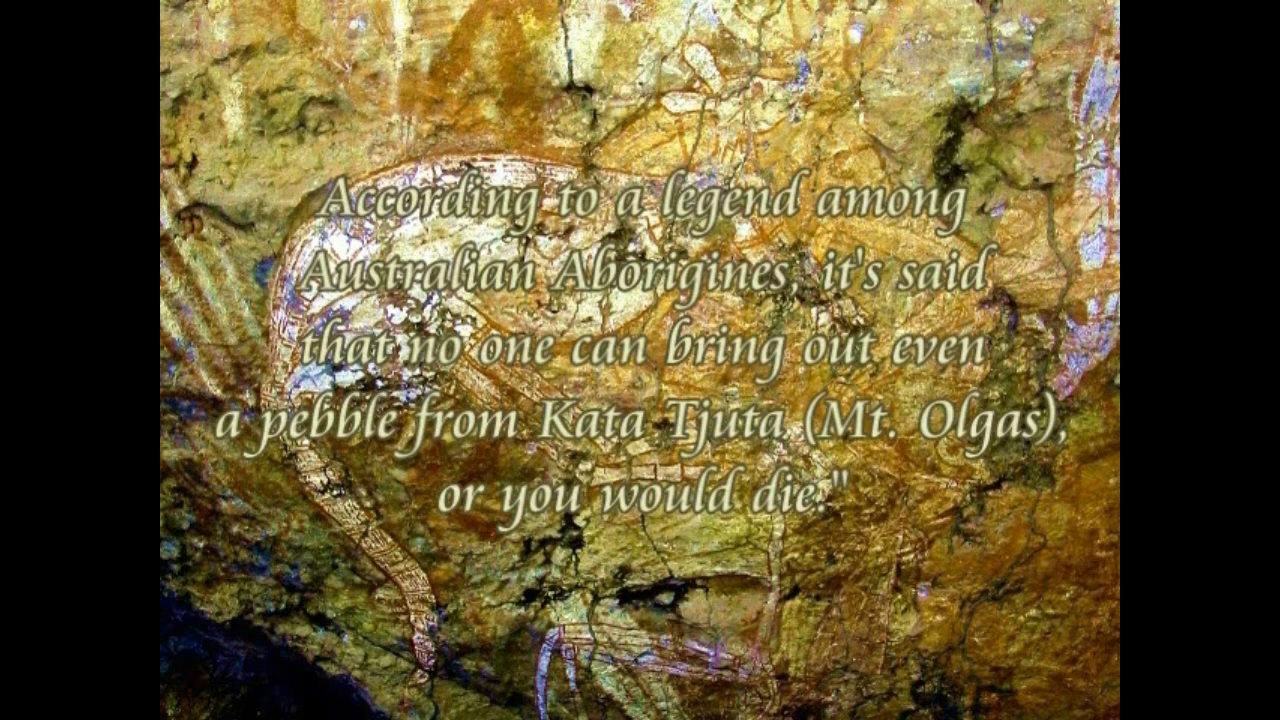 According to a legend among
Australian Aborigines, it's said
that no one can bring out even
a pebble from Kata Tjuta (Mt. Olgas),
or you would die."